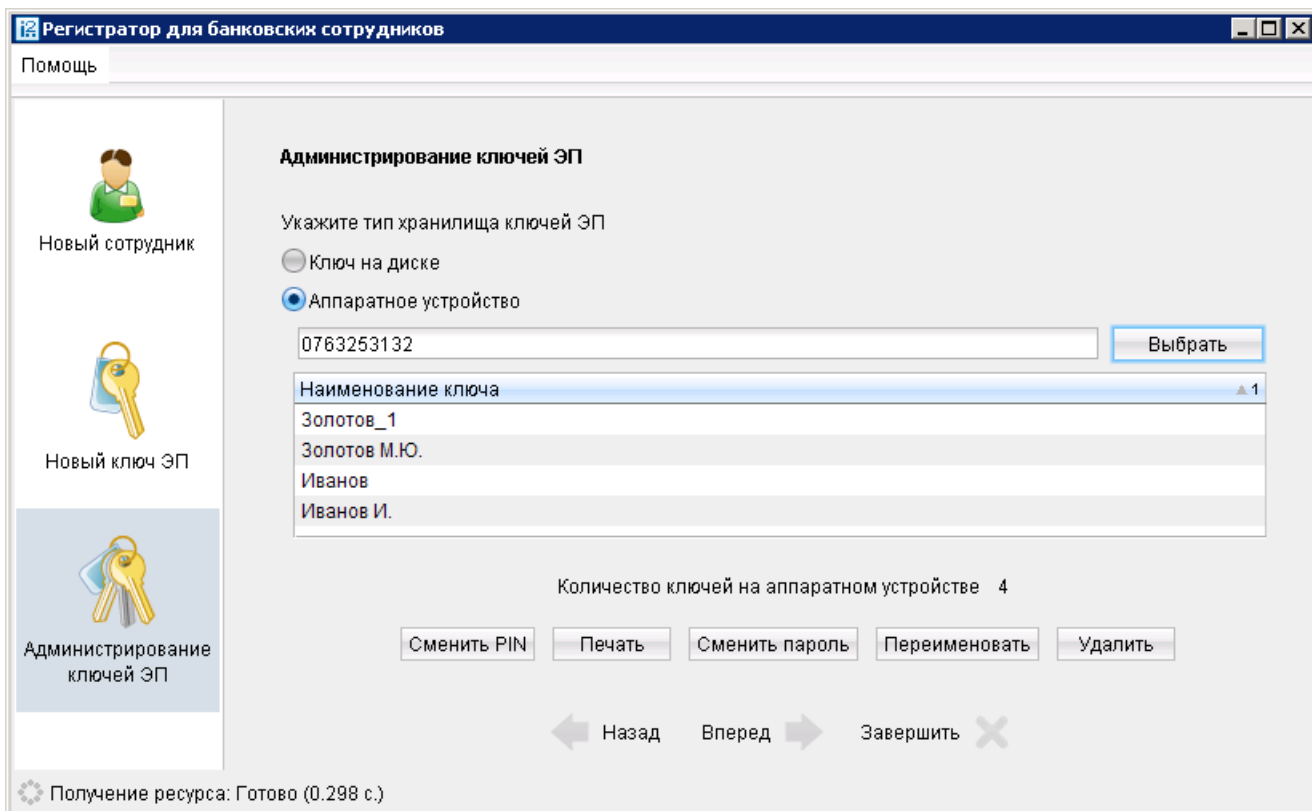 Регистратор для банковских сотрудников
Помощь
Новый сотрудник
Новый ключ ЭП
Администрирование
ключей ЭП
Администрирование ключей ЭП
Укажите тип хранилища ключей ЭП
Ключ на диске
Аппаратное устройство
0763253132 Выбрать
Наименование ключа 1
Золотов_1
Золотов М.Ю.
Иванов
Иванов И.
Количество ключей на аппаратном устройстве 4
Сменить PIN Печать Сменить пароль Переименовать Удалить
Назад Вперед Завершить
Получение ресурса: Готово (0.298 с.)